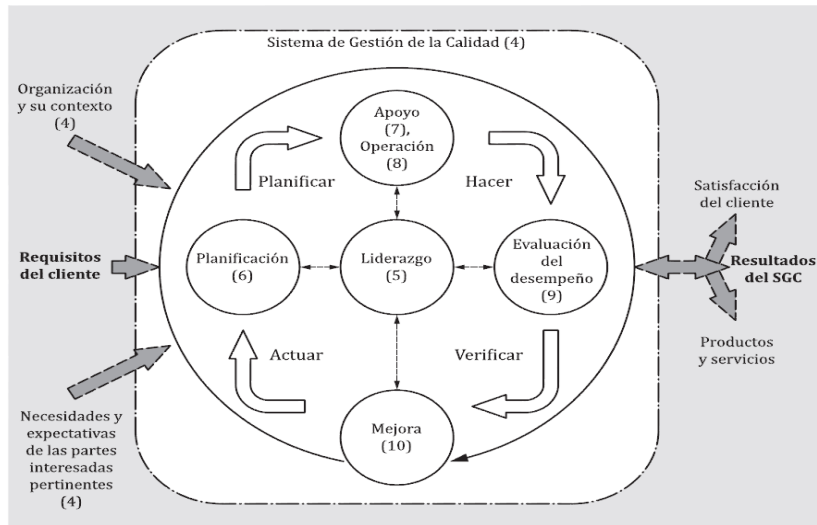 Sistema de Gestión de la Calidad (4)
Organización
y su contexto
(4)
Apoyo
(7),
Operación
(8)
Planificar
Hacer
Satisfacción
del cliente
Requisitos
del cliente
Planificación
(6)
Liderazgo
(5)
Evaluación
del
desempeño
(9)
Resultados
del SGC
Actuar
Verificar
Productos
y servicios
Necesidades y
expectativas
de las partes
interesadas
pertinentes
(4)
Mejora
(10)